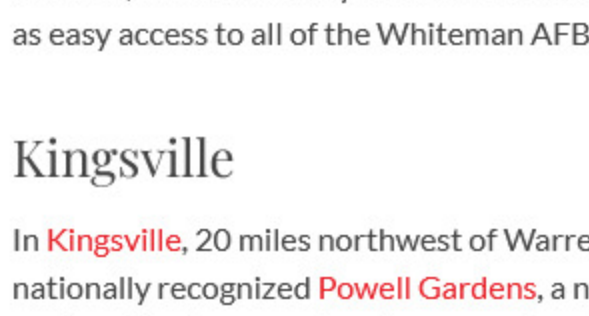 as easy access to all of the Whiteman AFB
Kingsville
In Kingsville, 20 miles northwest of Warre
nationally recognized Powell Gardens, a n